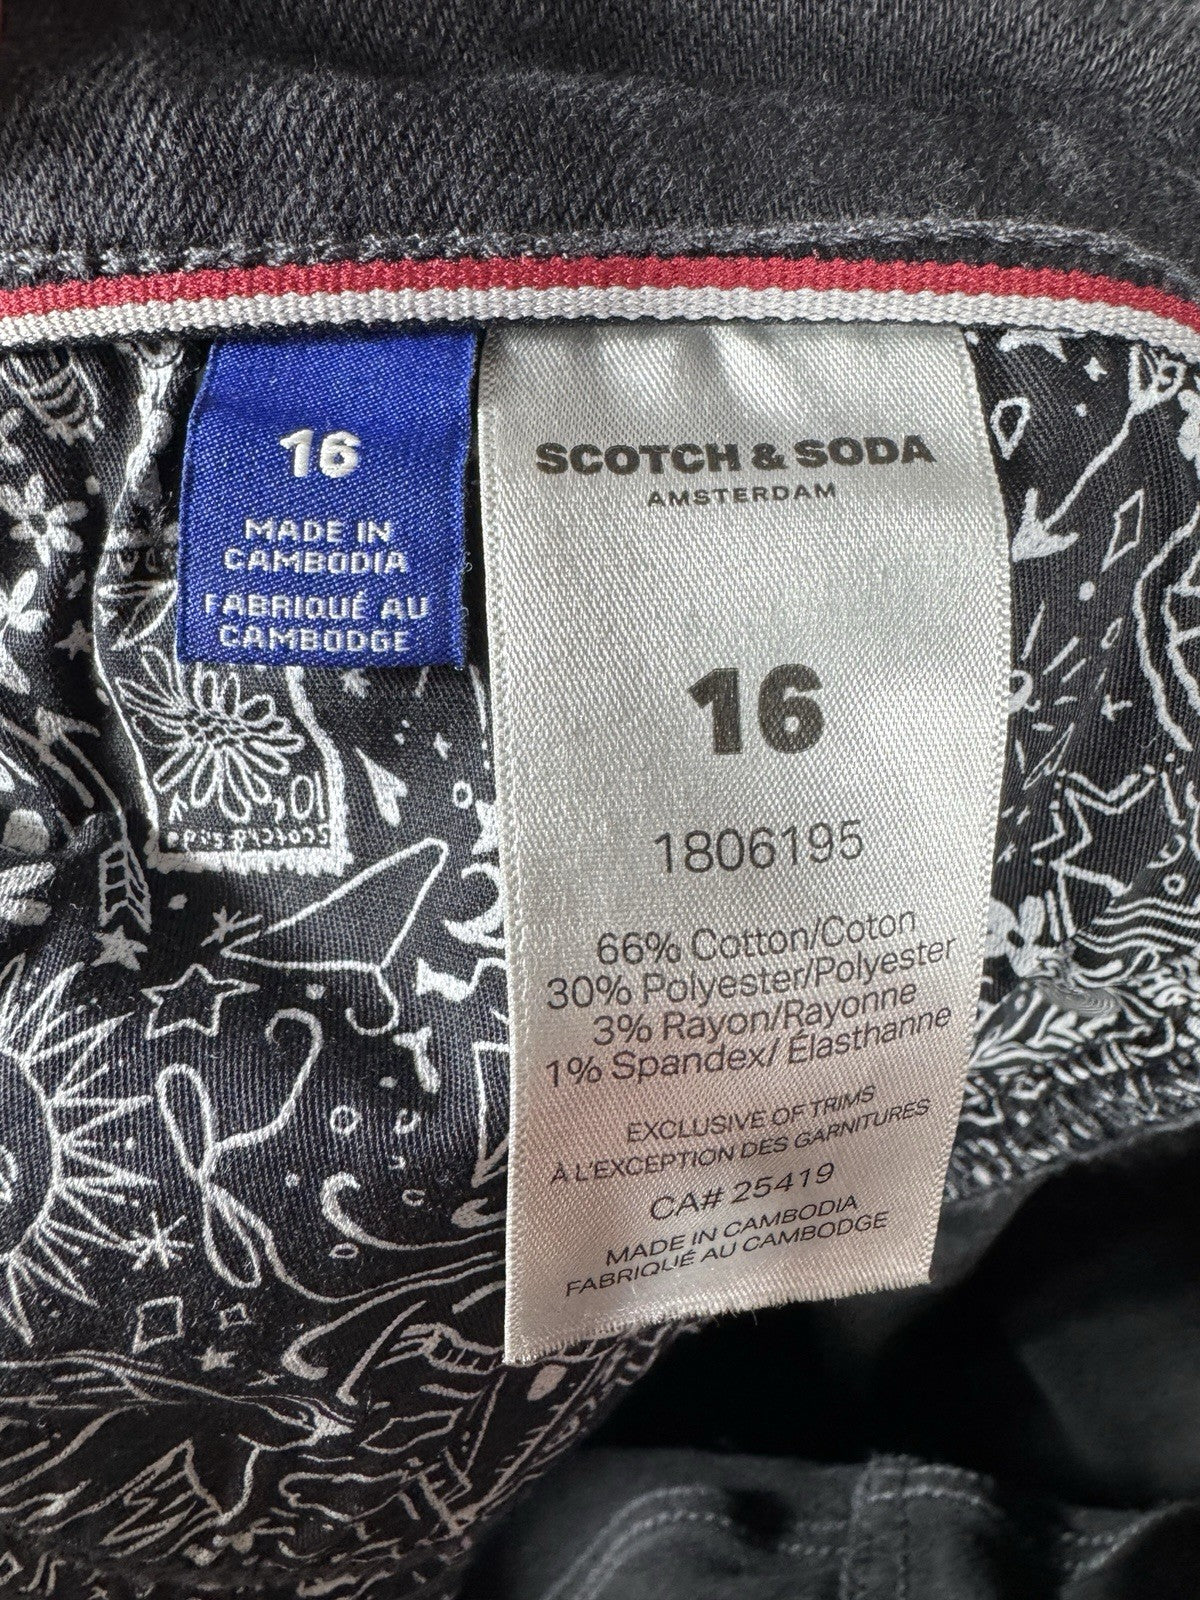 16
MADE IN
CAMBODIA
FABRIQUÉ AU
CAMBODGE
SCOTCH & SODA
AMSTERDAM
16
1806195
66% Cotton/Coton
30% Polyester/Polyester
3% Rayon/Rayonne
1% Spandex/ Élasthanne
EXCLUSIVE OF TRIMS
À L'EXCEPTION DES GARNITURES
CA# 25419
MADE IN CAMBODIA
FABRIQUÉ AU CAMBODGE